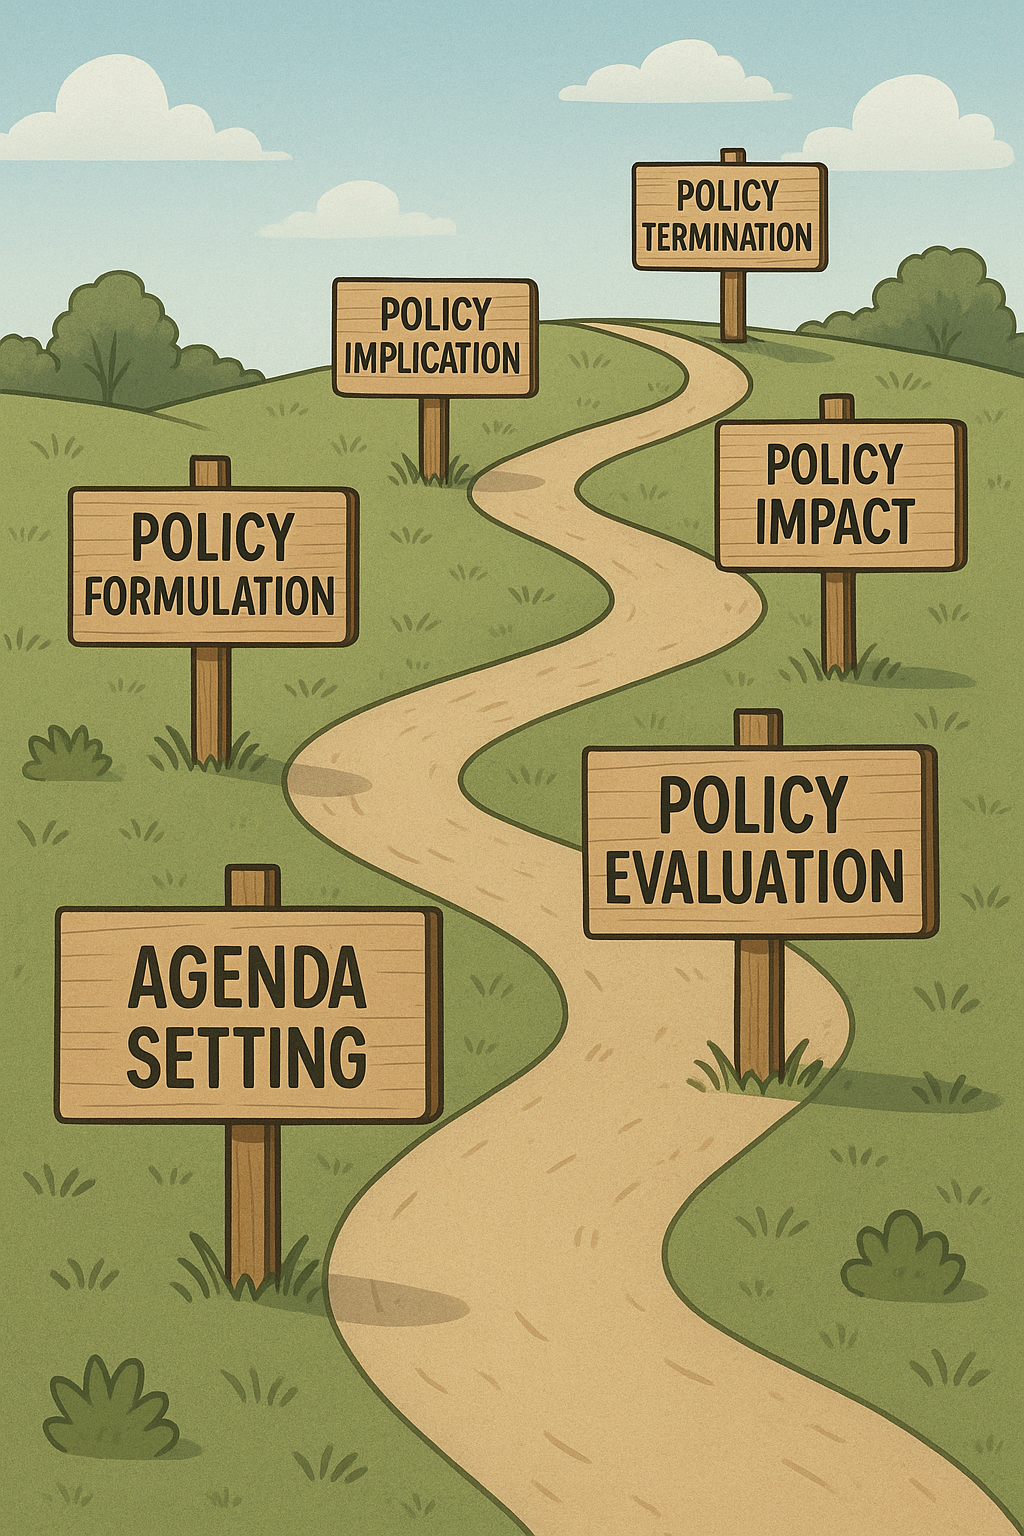 POLICY
TERMINATION
POLICY
IMPLICATION
POLICY
IMPACT
POLICY
FORMULATION
POLICY
EVALUATION
AGENDA
SETTING